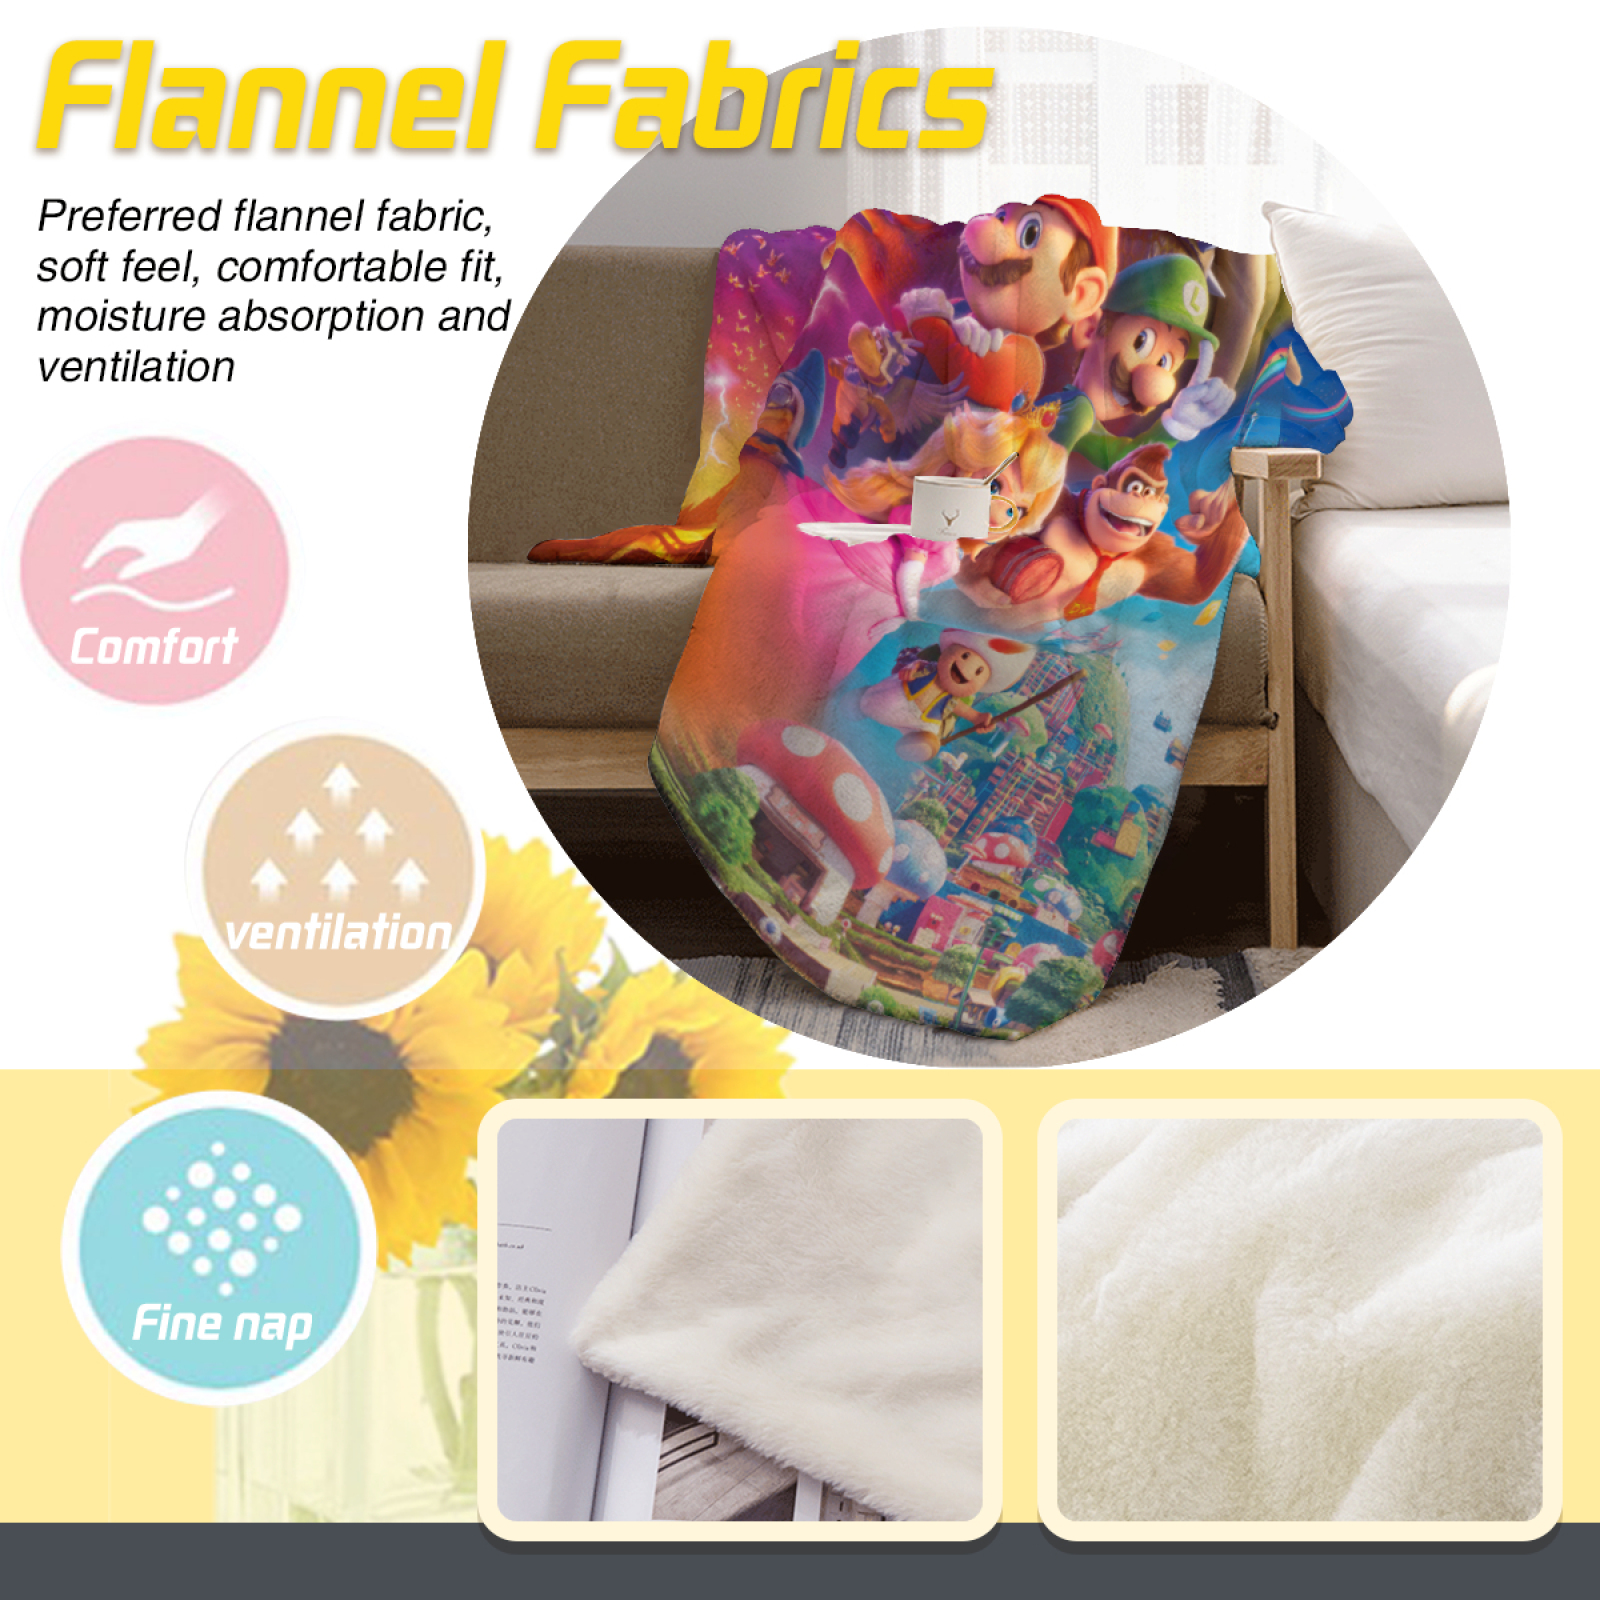 Flannel Fabrics
Preferred flannel fabric,
soft feel, comfortable fit,
moisture absorption and
ventilation
Comfort
ventilation
Fine nap
L